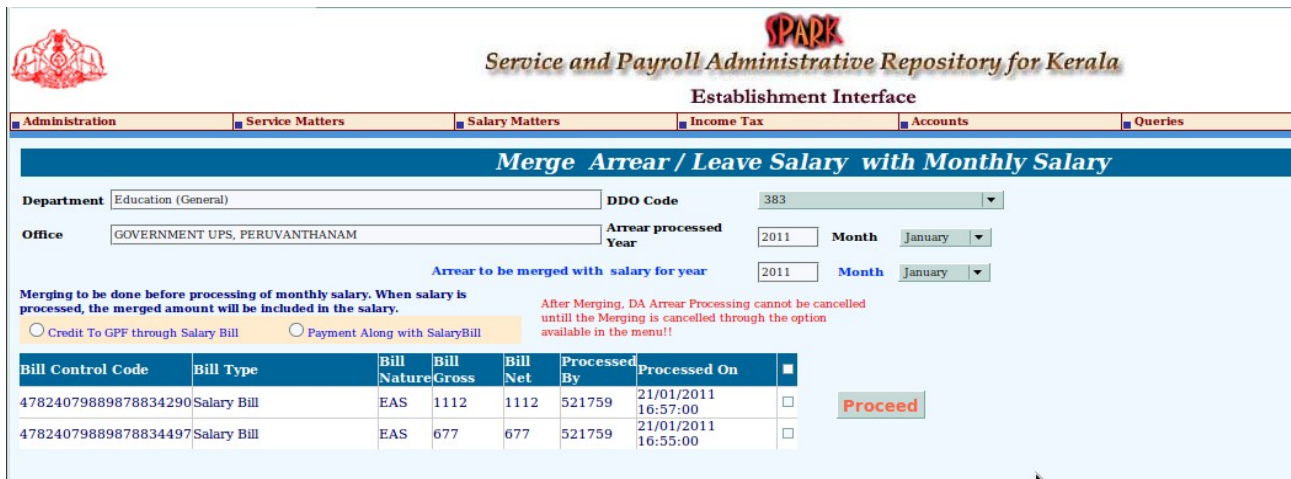 SPARK
Service and Payroll Administrative Repository for Kerala
Establishment Interface
Administration Service Matters Salary Matters Income Tax Accounts Queries
Merge Arrear / Leave Salary with Monthly Salary
Department Education (General) DDO Code 383
Office GOVERNMENT UPS, PERUVANTHANAM Arrear processed Year 2011 Month January
Arrear to be merged with salary for year 2011 Month January
Merging to be done before processing of monthly salary. When salary is
processed, the merged amount will be included in the salary.
Credit To GPF through Salary Bill Payment Along with SalaryBill
After Merging, DA Arrear Processing cannot be cancelled
untill the Merging is cancelled through the option
available in the menu!!
Bill Control Code Bill Type Bill Nature Bill Gross Bill Net Processed By Processed On
47824079889878834290 Salary Bill EAS 1112 1112 521759 21/01/2011 16:57:00
47824079889878834497 Salary Bill EAS 677 677 521759 21/01/2011 16:55:00
Proceed